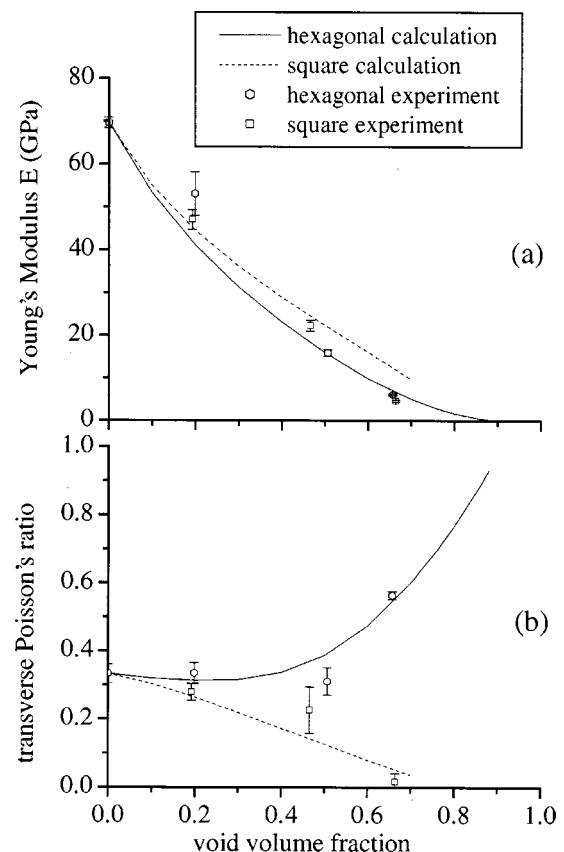 hexagonal calculation
square calculation
hexagonal experiment
square experiment
Young's Modulus E (GPa)
80
60
40
20
0
(a)
transverse Poisson's ratio
1.0
0.8
0.6
0.4
0.2
0.0
(b)
0.0 0.2 0.4 0.6 0.8 1.0
void volume fraction